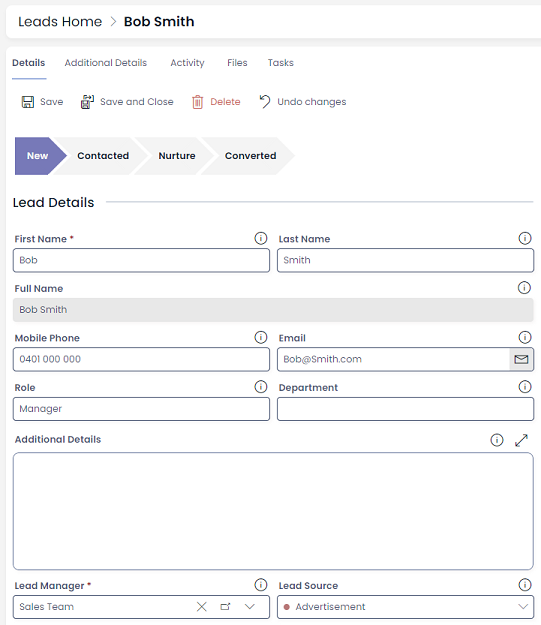 Leads Home > Bob Smith
Details Additional Details Activity Files Tasks
Save Save and Close Delete Undo changes
New Contacted Nurture Converted
Lead Details
First Name * Last Name
Bob Smith
Full Name
Bob Smith
Mobile Phone Email
0401 000 000 Bob@Smith.com
Role Department
Manager
Additional Details
Lead Manager * Lead Source
Sales Team Advertisement